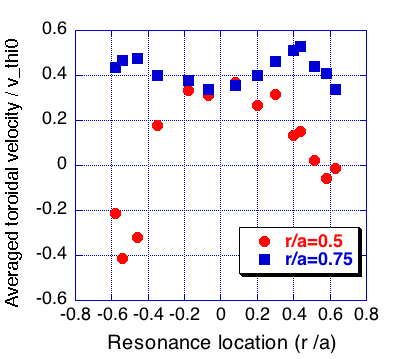 Averaged toroidal velocity / v_thi0
0.6
0.4
0.2
0
-0.2
-0.4
-0.6
r/a=0.5
r/a=0.75
-0.8 -0.6 -0.4 -0.2 0 0.2 0.4 0.6 0.8
Resonance location (r /a)